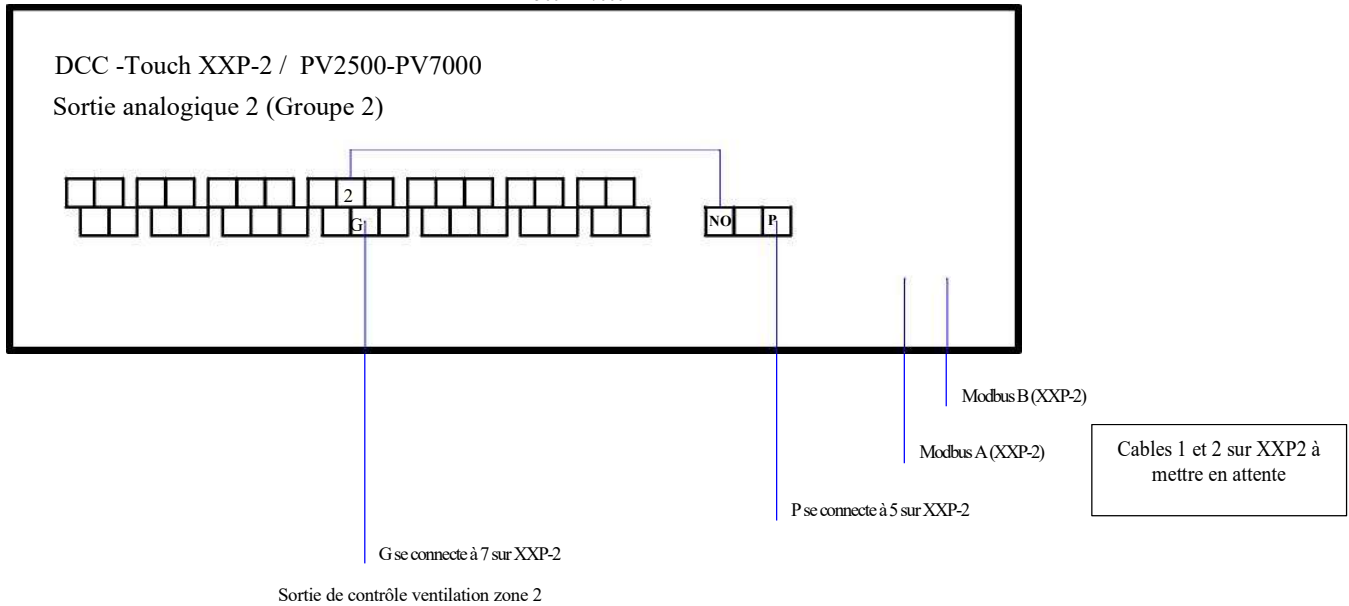 DCC -Touch XXP-2 / PV2500-PV7000
Sortie analogique 2 (Groupe 2)
2
G
NO P
Modbus B (XXP-2)
Modbus A (XXP-2)
Cables 1 et 2 sur XXP2 à
mettre en attente
P se connecte à 5 sur XXP-2
G se connecte à 7 sur XXP-2
Sortie de contrôle ventilation zone 2